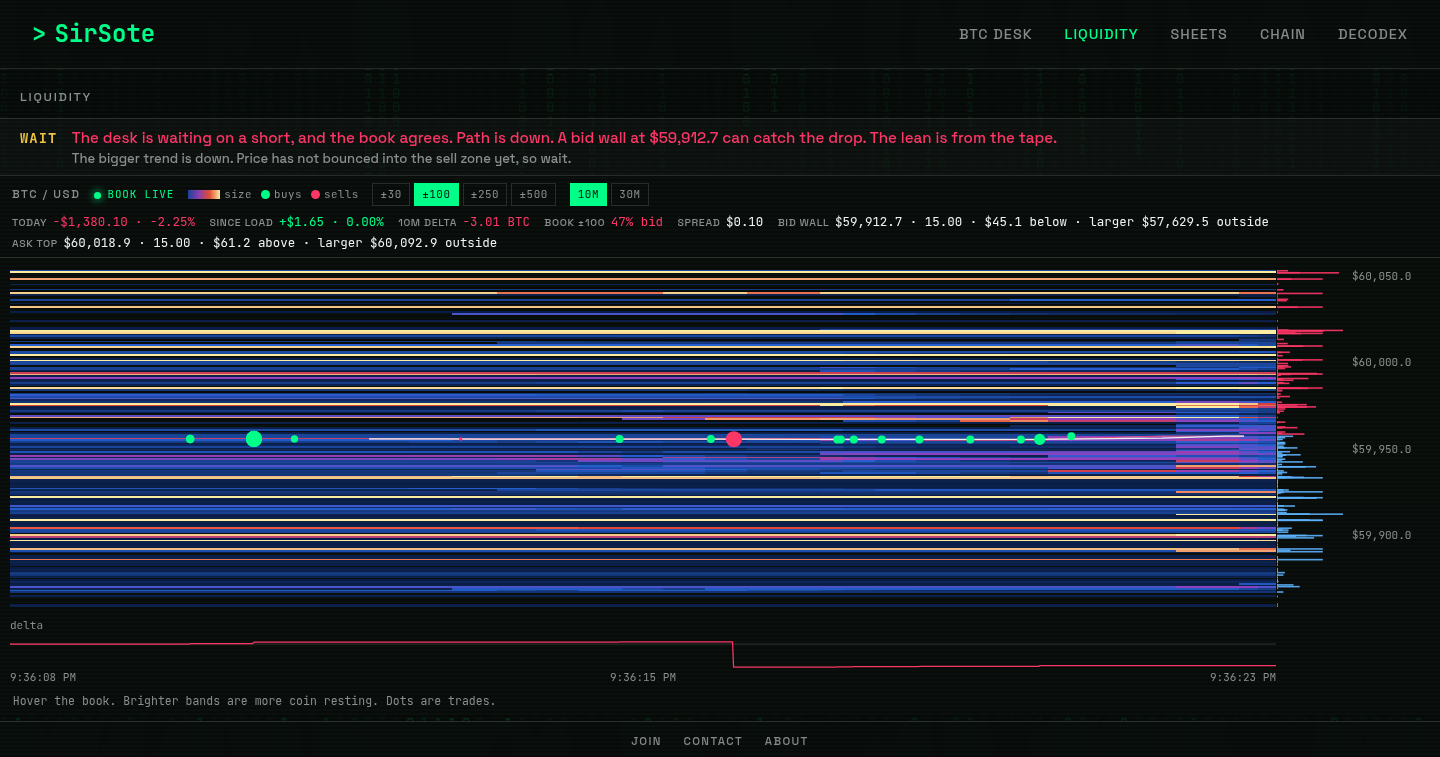 > SirSote
BTC DESK LIQUIDITY SHEETS CHAIN DECODEX
LIQUIDITY
WAIT The desk is waiting on a short, and the book agrees. Path is down. A bid wall at $59,912.7 can catch the drop. The lean is from the tape.
The bigger trend is down. Price has not bounced into the sell zone yet, so wait.
BTC / USD BOOK LIVE size buys sells ±30 ±100 ±250 ±500 10M 30M
TODAY -$1,380.10 · -2.25% SINCE LOAD +$1.65 · 0.00% 10M DELTA -3.01 BTC BOOK ±100 47% bid SPREAD $0.10 BID WALL $59,912.7 · 15.00 · $45.1 below · larger $57,629.5 outside
ASK TOP $60,018.9 · 15.00 · $61.2 above · larger $60,092.9 outside
$60,050.0
$60,000.0
$59,950.0
$59,900.0
delta
9:36:08 PM 9:36:15 PM 9:36:23 PM
Hover the book. Brighter bands are more coin resting. Dots are trades.
JOIN CONTACT ABOUT